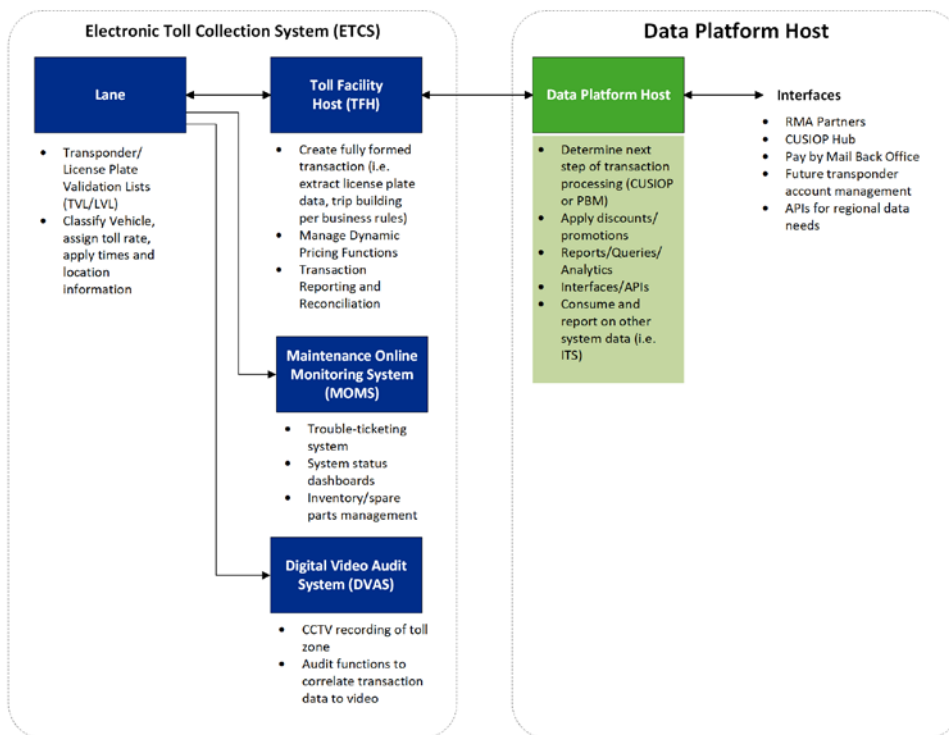 Electronic Toll Collection System (ETCS)
Lane
• Transponder/
License Plate
Validation Lists
(TVL/LVL)
• Classify Vehicle,
assign toll rate,
apply times and
location
information
Toll Facility
Host (TFH)
• Create fully formed
transaction (i.e.
extract license plate
data, trip building
per business rules)
• Manage Dynamic
Pricing Functions
• Transaction
Reporting and
Reconciliation
Maintenance Online
Monitoring System
(MOMS)
• Trouble-ticketing
system
• System status
dashboards
• Inventory/spare
parts management
Digital Video Audit
System (DVAS)
• CCTV recording of toll
zone
• Audit functions to
correlate transaction
data to video
Data Platform Host
Data Platform Host
• Determine next
step of transaction
processing (CUSIOP
or PBM)
• Apply discounts/
promotions
• Reports/Queries/
Analytics
• Interfaces/APIs
• Consume and
report on other
system data (i.e.
ITS)
Interfaces
• RMA Partners
• CUSIOP Hub
• Pay by Mail Back Office
• Future transponder
account management
• APIs for regional data
needs